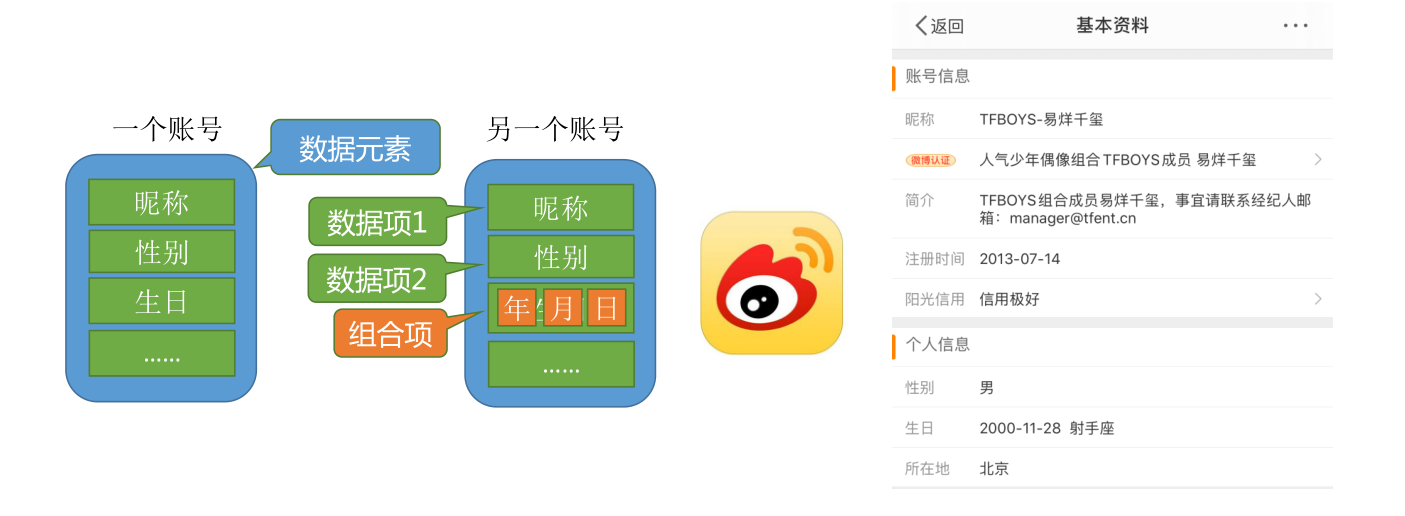 一个账号
数据元素
昵称
性别
生日
......
另一个账号
数据项1
数据项2
组合项
昵称
性别
年 月 日
......
返回 基本资料 ...
账号信息
昵称 TFBOYS-易烊千玺
微博认证 人气少年偶像组合TFBOYS成员 易烊千玺
简介 TFBOYS组合成员易烊千玺，事宜请联系经纪人邮
箱：manager@tfent.cn
注册时间 2013-07-14
阳光信用 信用极好
个人信息
性别 男
生日 2000-11-28 射手座
所在地 北京